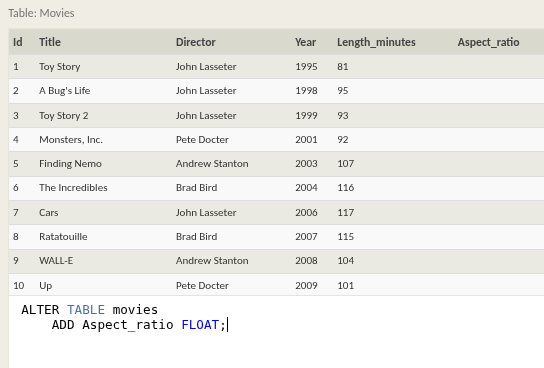 Table: Movies
Id Title Director Year Length_minutes Aspect_ratio
1 Toy Story John Lasseter 1995 81
2 A Bug's Life John Lasseter 1998 95
3 Toy Story 2 John Lasseter 1999 93
4 Monsters, Inc. Pete Docter 2001 92
5 Finding Nemo Andrew Stanton 2003 107
6 The Incredibles Brad Bird 2004 116
7 Cars John Lasseter 2006 117
8 Ratatouille Brad Bird 2007 115
9 WALL-E Andrew Stanton 2008 104
10 Up Pete Docter 2009 101
ALTER TABLE movies
ADD Aspect_ratio FLOAT;